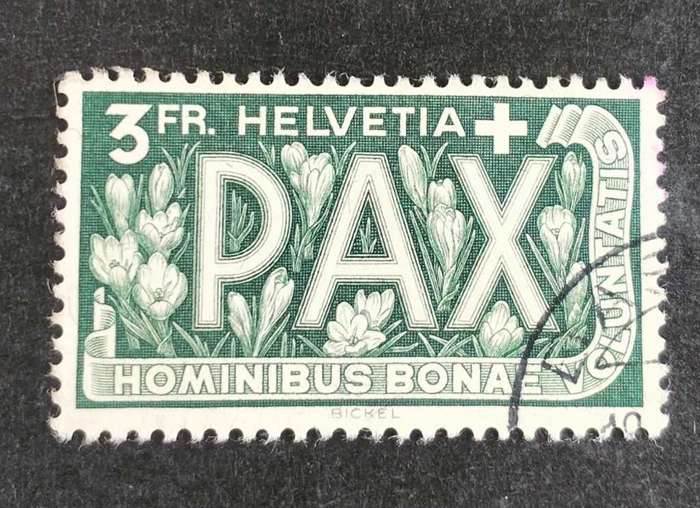 3 FR. HELVETIA
PAX
HOMINIBUS BONAE VOLUNTATIS
BICKEL